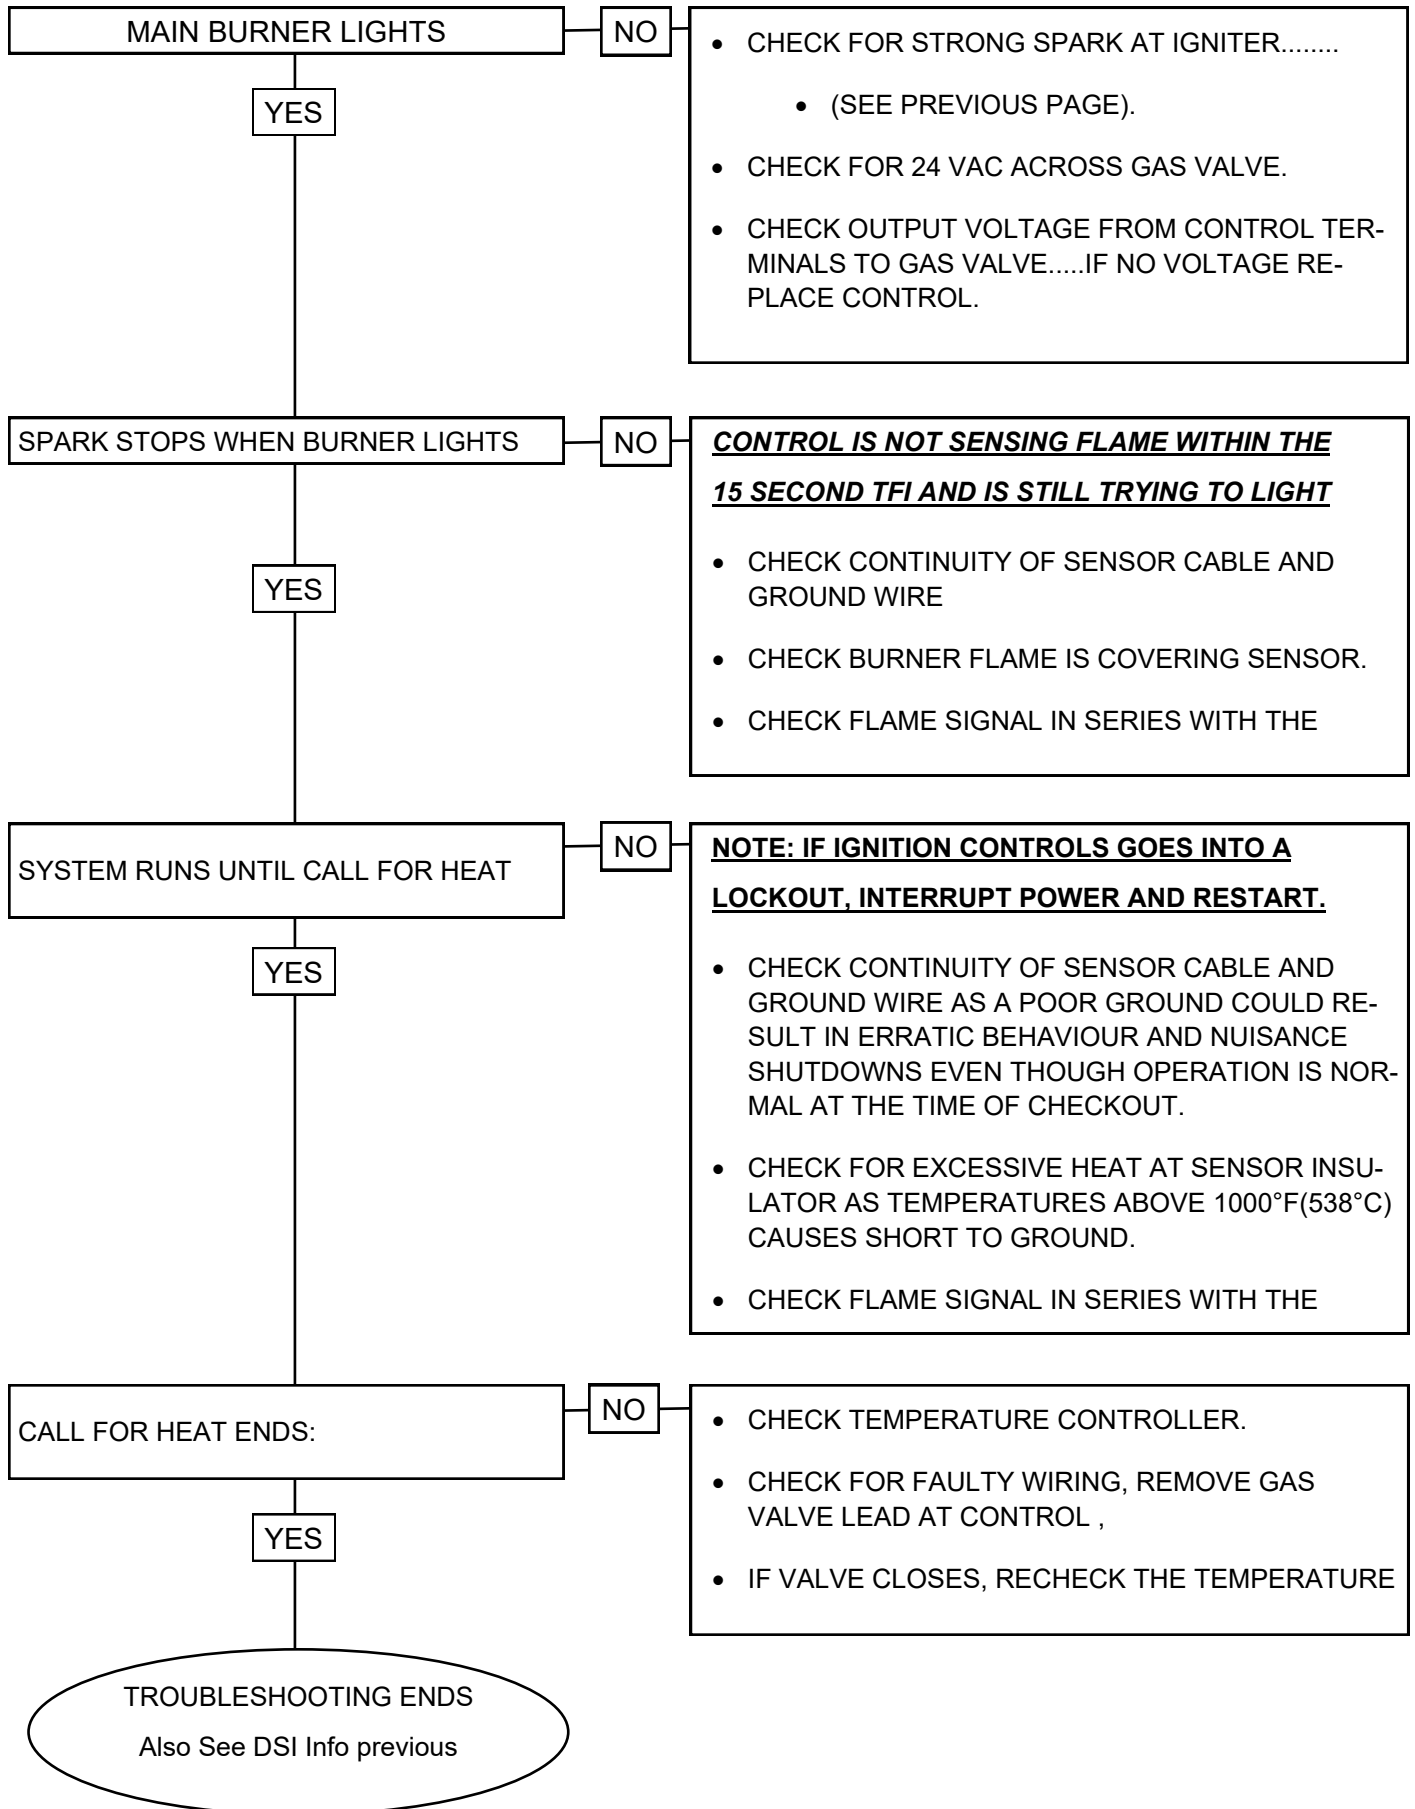 MAIN BURNER LIGHTS
NO
• CHECK FOR STRONG SPARK AT IGNITER........
• (SEE PREVIOUS PAGE).
• CHECK FOR 24 VAC ACROSS GAS VALVE.
• CHECK OUTPUT VOLTAGE FROM CONTROL TER-
MINALS TO GAS VALVE.....IF NO VOLTAGE RE-
PLACE CONTROL.
YES
SPARK STOPS WHEN BURNER LIGHTS
NO
CONTROL IS NOT SENSING FLAME WITHIN THE
15 SECOND TFI AND IS STILL TRYING TO LIGHT
• CHECK CONTINUITY OF SENSOR CABLE AND
GROUND WIRE
• CHECK BURNER FLAME IS COVERING SENSOR.
• CHECK FLAME SIGNAL IN SERIES WITH THE
YES
SYSTEM RUNS UNTIL CALL FOR HEAT
NO
NOTE: IF IGNITION CONTROLS GOES INTO A
LOCKOUT, INTERRUPT POWER AND RESTART.
• CHECK CONTINUITY OF SENSOR CABLE AND
GROUND WIRE AS A POOR GROUND COULD RE-
SULT IN ERRATIC BEHAVIOUR AND NUISANCE
SHUTDOWNS EVEN THOUGH OPERATION IS NOR-
MAL AT THE TIME OF CHECKOUT.
• CHECK FOR EXCESSIVE HEAT AT SENSOR INSU-
LATOR AS TEMPERATURES ABOVE 1000°F(538°C)
CAUSES SHORT TO GROUND.
• CHECK FLAME SIGNAL IN SERIES WITH THE
YES
CALL FOR HEAT ENDS:
NO
• CHECK TEMPERATURE CONTROLLER.
• CHECK FOR FAULTY WIRING, REMOVE GAS
VALVE LEAD AT CONTROL ,
• IF VALVE CLOSES, RECHECK THE TEMPERATURE
YES
TROUBLESHOOTING ENDS
Also See DSI Info previous